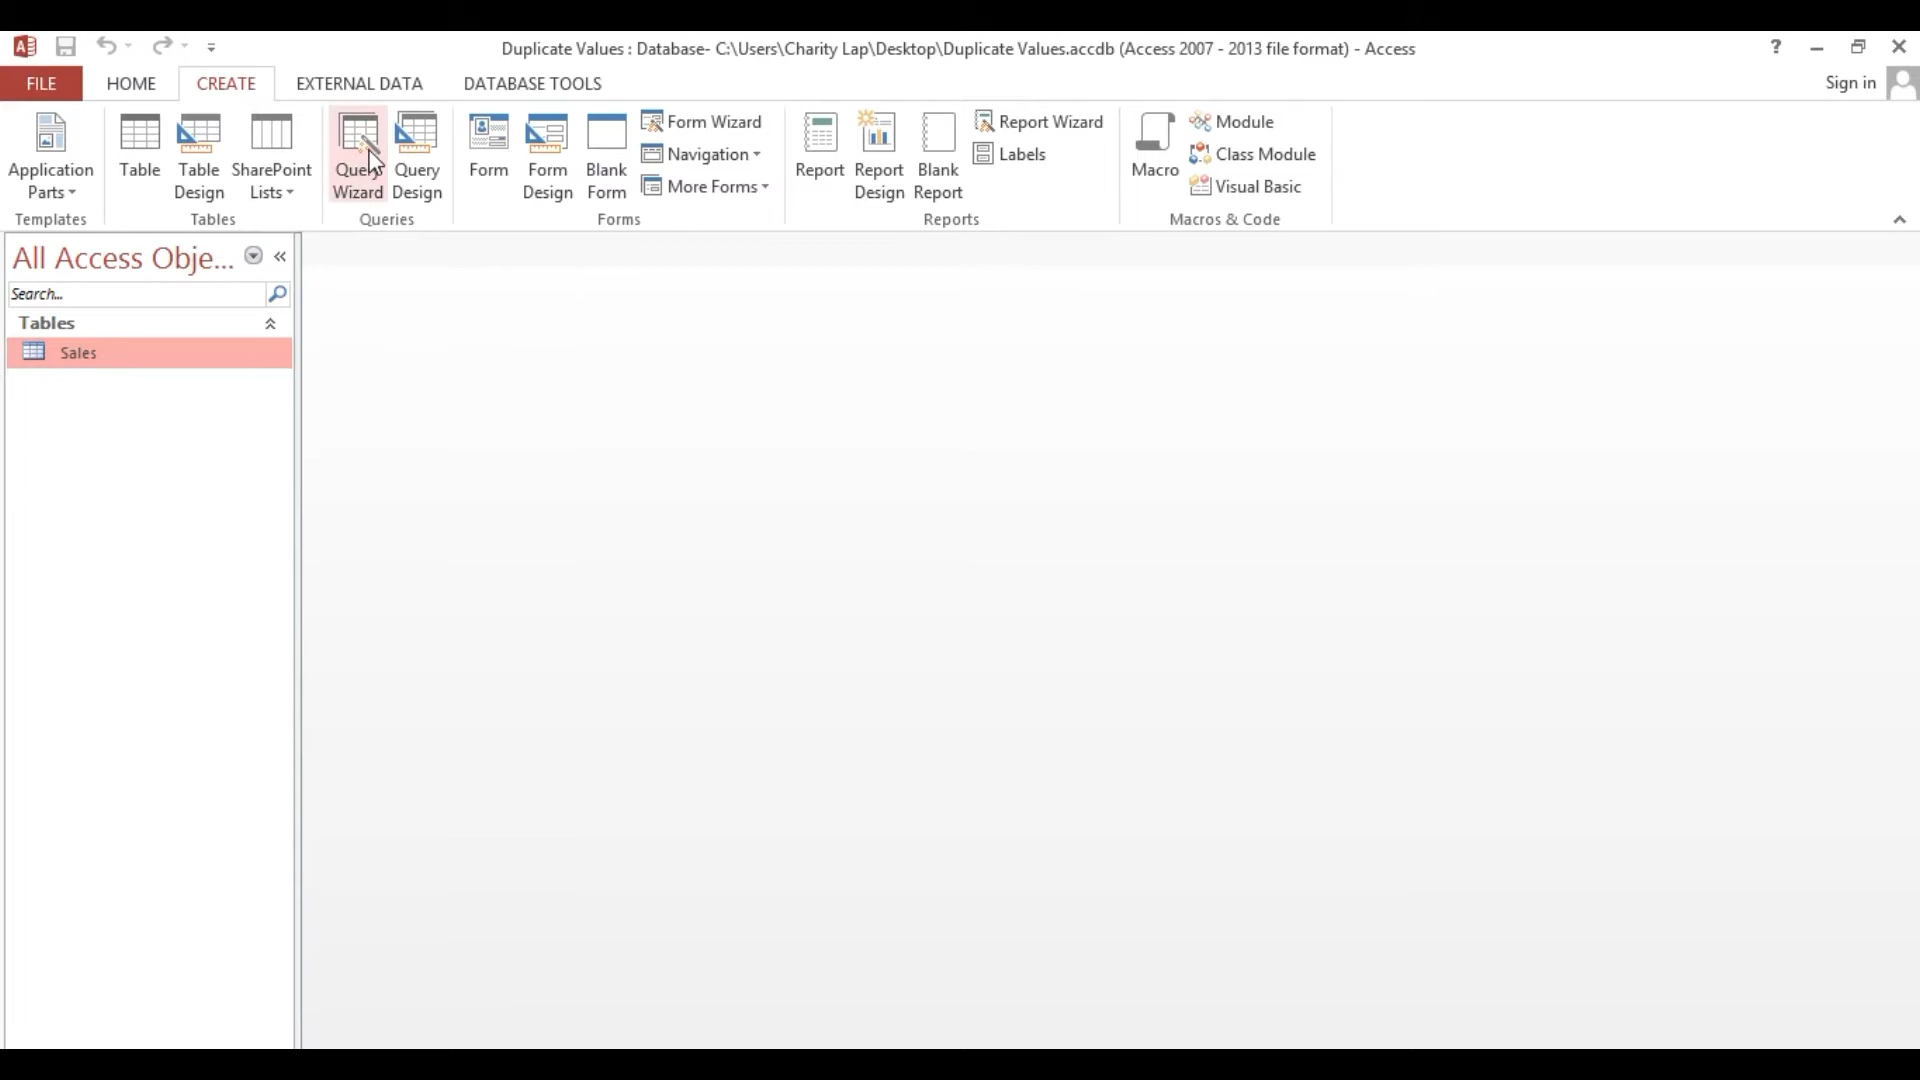 Duplicate Values : Database- C:\Users\Charity Lap\Desktop\Duplicate Values.accdb (Access 2007 - 2013 file format) - Access
?
FILE HOME CREATE EXTERNAL DATA DATABASE TOOLS Sign in
Application Parts
Table
Table Design
SharePoint Lists
Query Wizard
Query Design
Form
Form Design
Blank Form
Form Wizard
Navigation
More Forms
Report
Report Design
Blank Report
Report Wizard
Labels
Macro
Module
Class Module
Visual Basic
Templates Tables Queries Forms Reports Macros & Code
All Access Obje... «
Search...
Tables
Sales